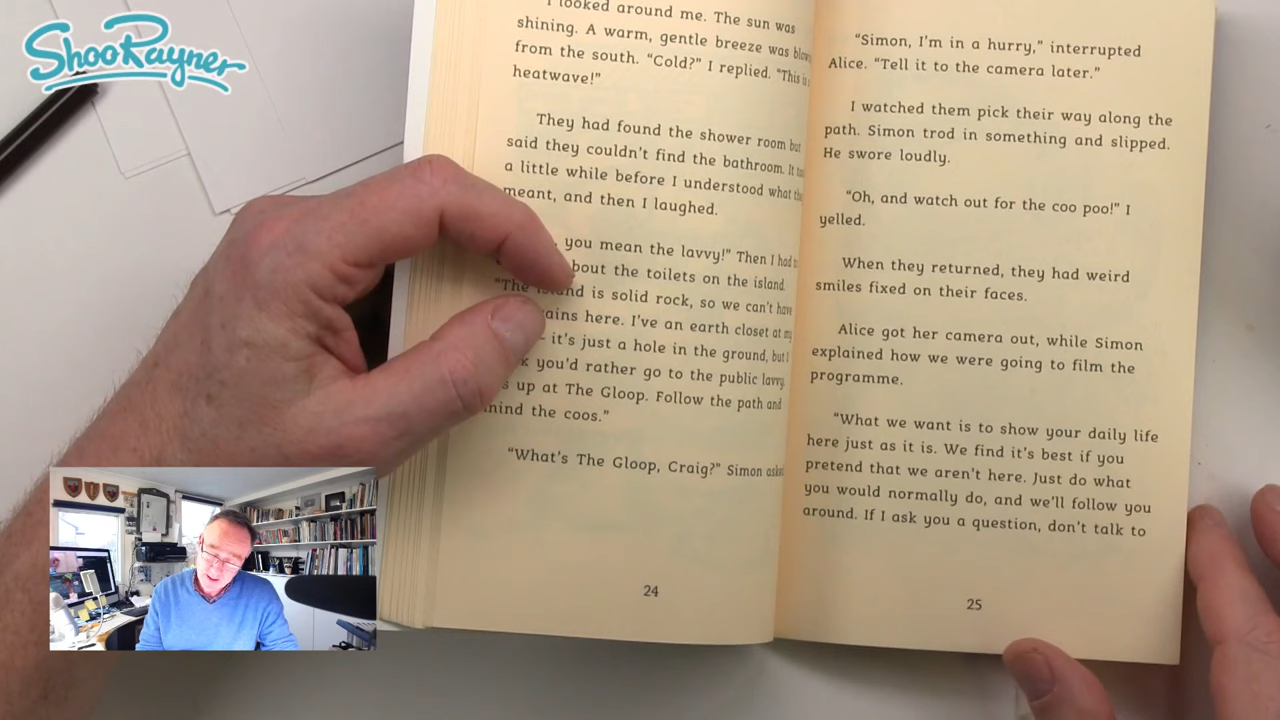 ShooRayner
I looked around me. The sun was
shining. A warm, gentle breeze was
from the south. "Cold?" I replied. "This is
heatwave!"
They had found the shower room but
said they couldn't find the bathroom. It
a little while before I understood what
meant, and then I laughed.
you mean the lavvy!" Then I had
about the toilets on the island.
"The island is solid rock, so we can't have
here. I've an earth closet at my
– it's just a hole in the ground, but I
you'd rather go to the public lavvy.
up at The Gloop. Follow the path and
mind the coos."
"What's The Gloop, Craig?" Simon
24
"Simon, I'm in a hurry," interrupted
Alice. "Tell it to the camera later."
I watched them pick their way along the
path. Simon trod in something and slipped.
He swore loudly.
"Oh, and watch out for the coo poo!" I
yelled.
When they returned, they had weird
smiles fixed on their faces.
Alice got her camera out, while Simon
explained how we were going to film the
programme.
"What we want is to show your daily life
here just as it is. We find it's best if you
pretend that we aren't here. Just do what
you would normally do, and we'll follow you
around. If I ask you a question, don't talk to
25